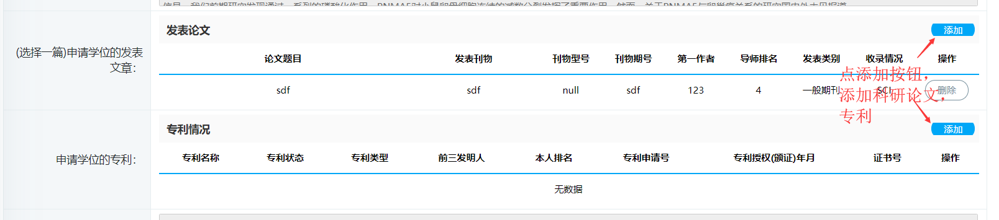 发表论文
添加
(选择一篇)申请学位的发表
文章：
论文题目 发表刊物 刊物型号 刊物期号 第一作者 导师排名 发表类别 收录情况 操作
sdf sdf null sdf 123 4 一般期刊 SCI 删除
点添加按钮，
添加科研论文，
专利
专利情况
添加
申请学位的专利：
专利名称 专利状态 专利类型 前三发明人 本人排名 专利申请号 专利授权(颁证)年月 证书号 操作
无数据